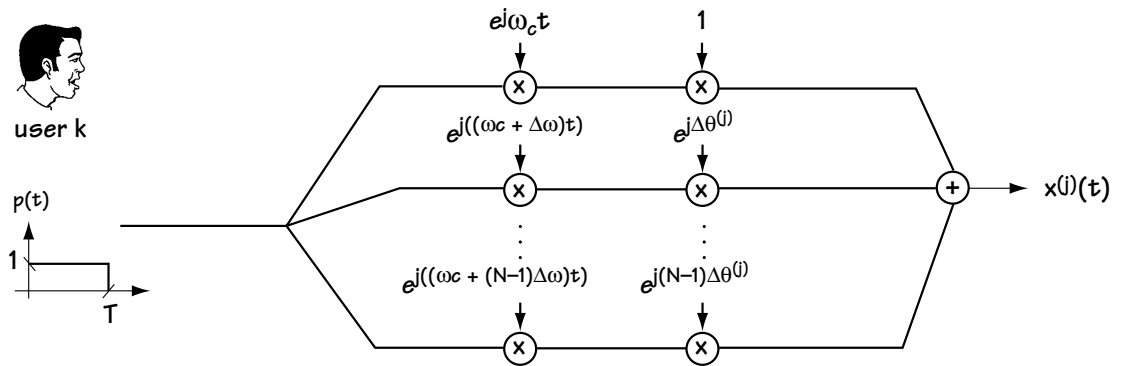 e^jω_c t
1
x
x
user k
e^j((ωc + Δω)t)
e^jΔθ^(j)
p(t)
x
x
+
x^(j)(t)
1
e^j((ωc + (N–1)Δω)t)
e^j(N–1)Δθ^(j)
T
x
x